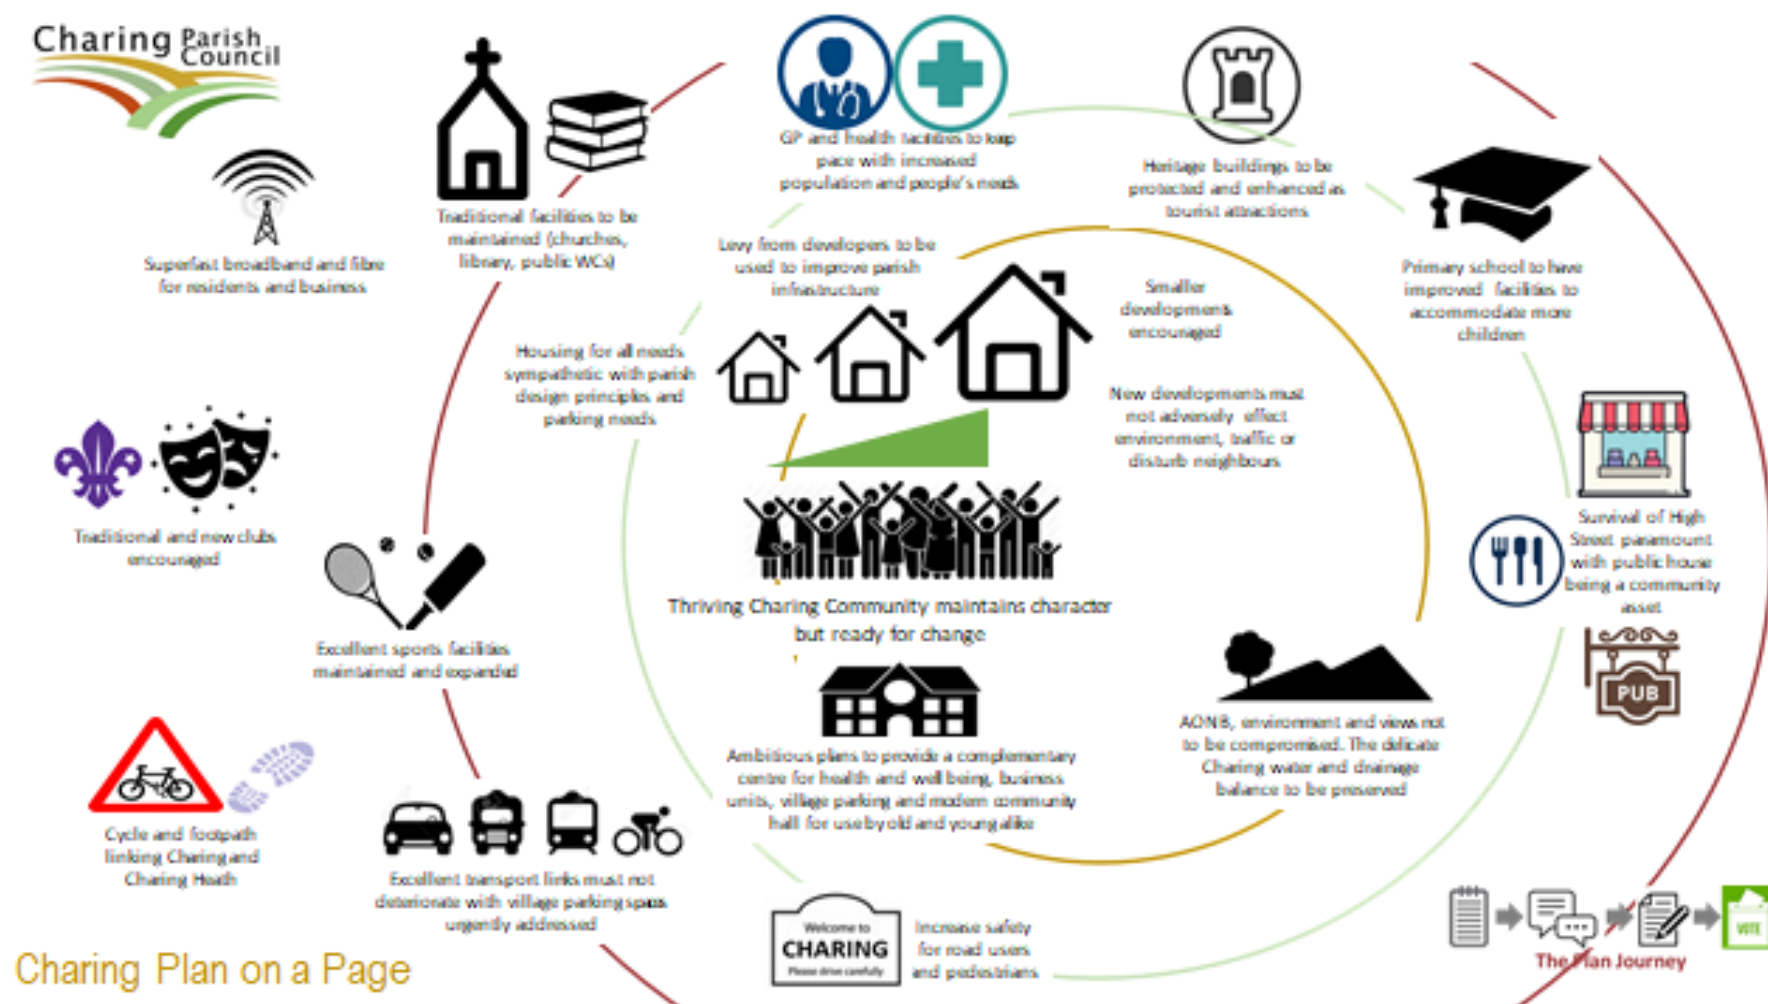 Charing Parish
Council
GP and health facilities to keep
pace with increased
population and people's needs
Heritage buildings to be
protected and enhanced as
tourist attractions
Traditional facilities to be
maintained (churches,
library, public WCs)
Superfast broadband and fibre
for residents and business
Levy from developers to be
used to improve parish
infrastructure
Smaller
developments
encouraged
Primary school to have
improved facilities to
accommodate more
children
Housing for all needs
sympathetic with parish
design principles and
parking needs
New developments must
not adversely effect
environment, traffic or
disturb neighbours
Traditional and new clubs
encouraged
Survival of High
Street paramount
with public house
being a community
asset
Thriving Charing Community maintains character
but ready for change
Excellent sports facilities
maintained and expanded
PUB
AONB, environment and views not
to be compromised. The delicate
Charing water and drainage
balance to be preserved
Ambitious plans to provide a complementary
centre for health and well being, business
units, village parking and modern community
hall for use by old and young alike
Cycle and footpath
linking Charing and
Charing Heath
Excellent transport links must not
deteriorate with village parking spaces
urgently addressed
Welcome to
CHARING
Please drive carefully
Increase safety
for road users
and pedestrians
VOTE
The Plan Journey
Charing Plan on a Page